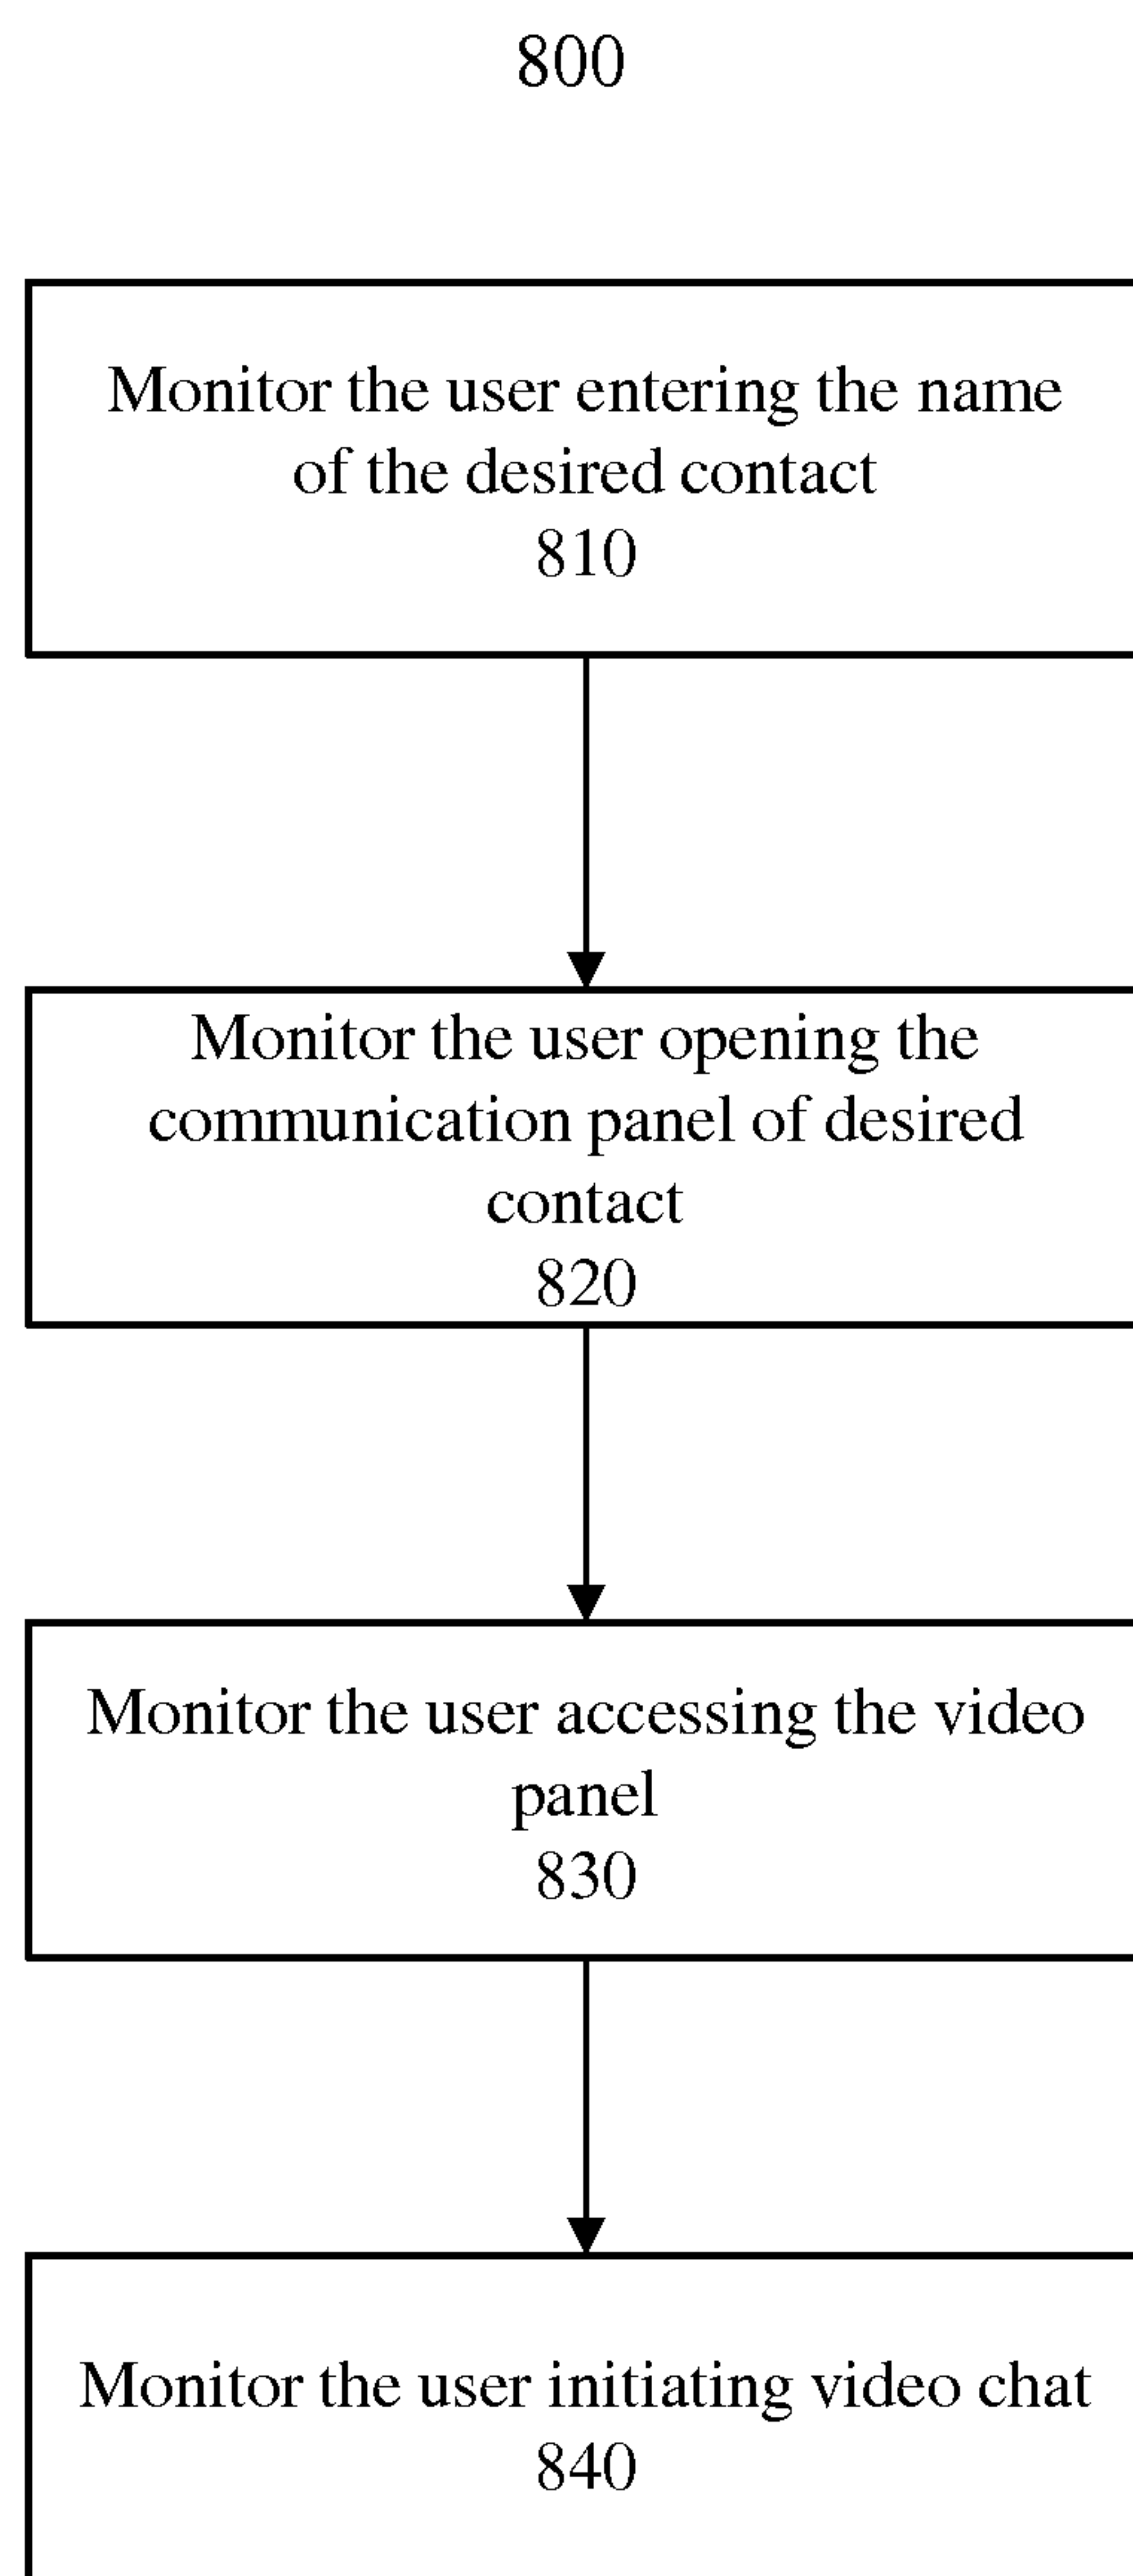 800
Monitor the user entering the name
of the desired contact
810
Monitor the user opening the
communication panel of desired
contact
820
Monitor the user accessing the video
panel
830
Monitor the user initiating video chat
840